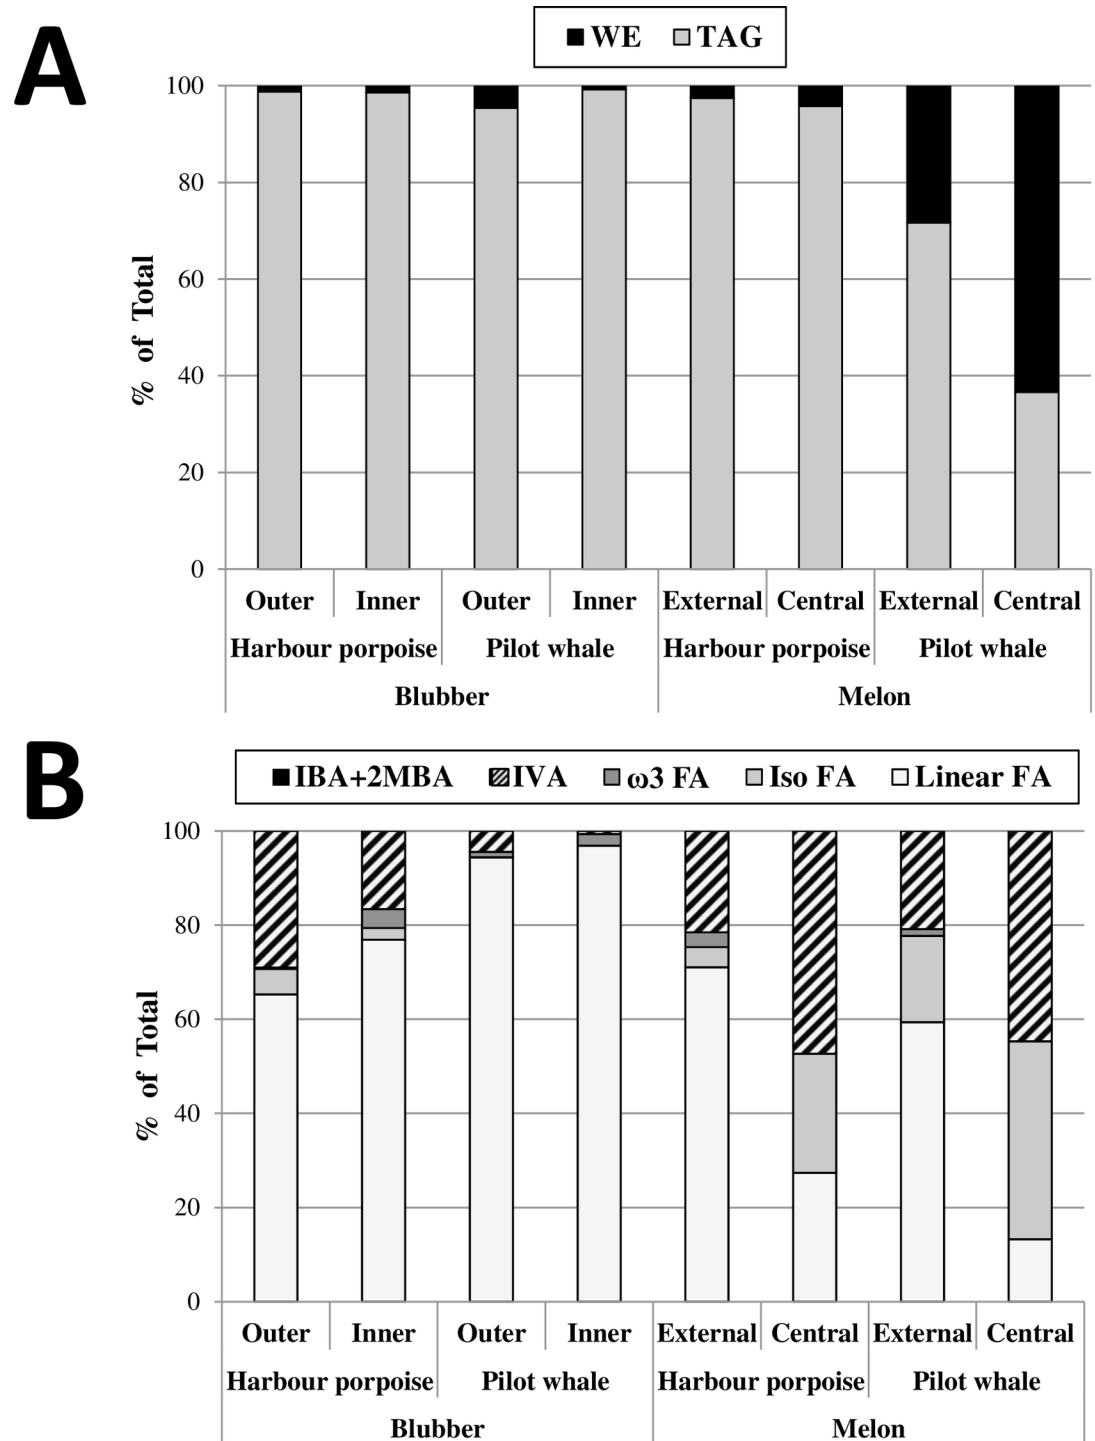 A
WE TAG
% of Total
100
80
60
40
20
0
Outer Inner Outer Inner External Central External Central
Harbour porpoise Pilot whale Harbour porpoise Pilot whale
Blubber Melon
B
IBA+2MBA IVA ω3 FA Iso FA Linear FA
% of Total
100
80
60
40
20
0
Outer Inner Outer Inner External Central External Central
Harbour porpoise Pilot whale Harbour porpoise Pilot whale
Blubber Melon